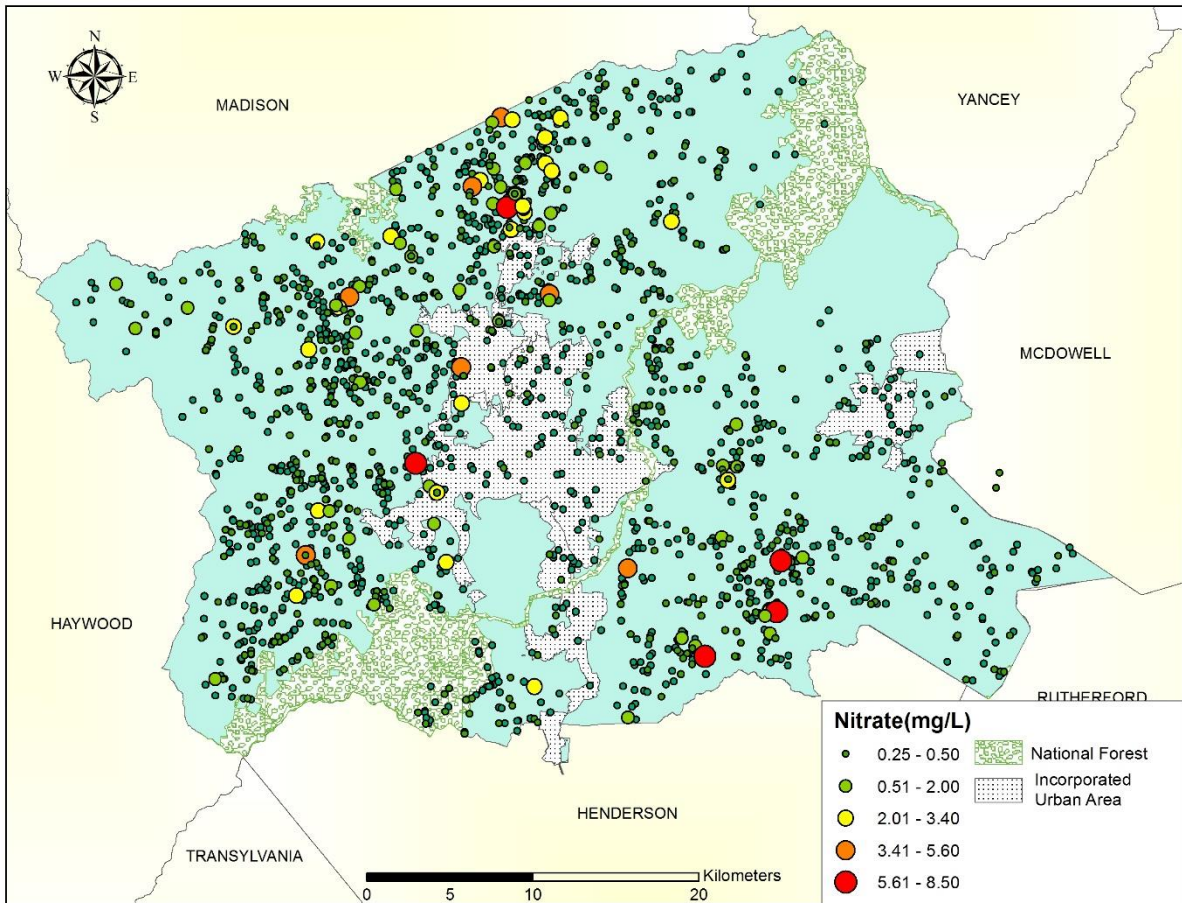 N
W E
S
MADISON
YANCEY
MCDOWELL
HAYWOOD
RUTHERFORD
HENDERSON
TRANSYLVANIA
Nitrate(mg/L)
0.25 - 0.50
0.51 - 2.00
2.01 - 3.40
3.41 - 5.60
5.61 - 8.50
National Forest
Incorporated
Urban Area
Kilometers
0 5 10 20